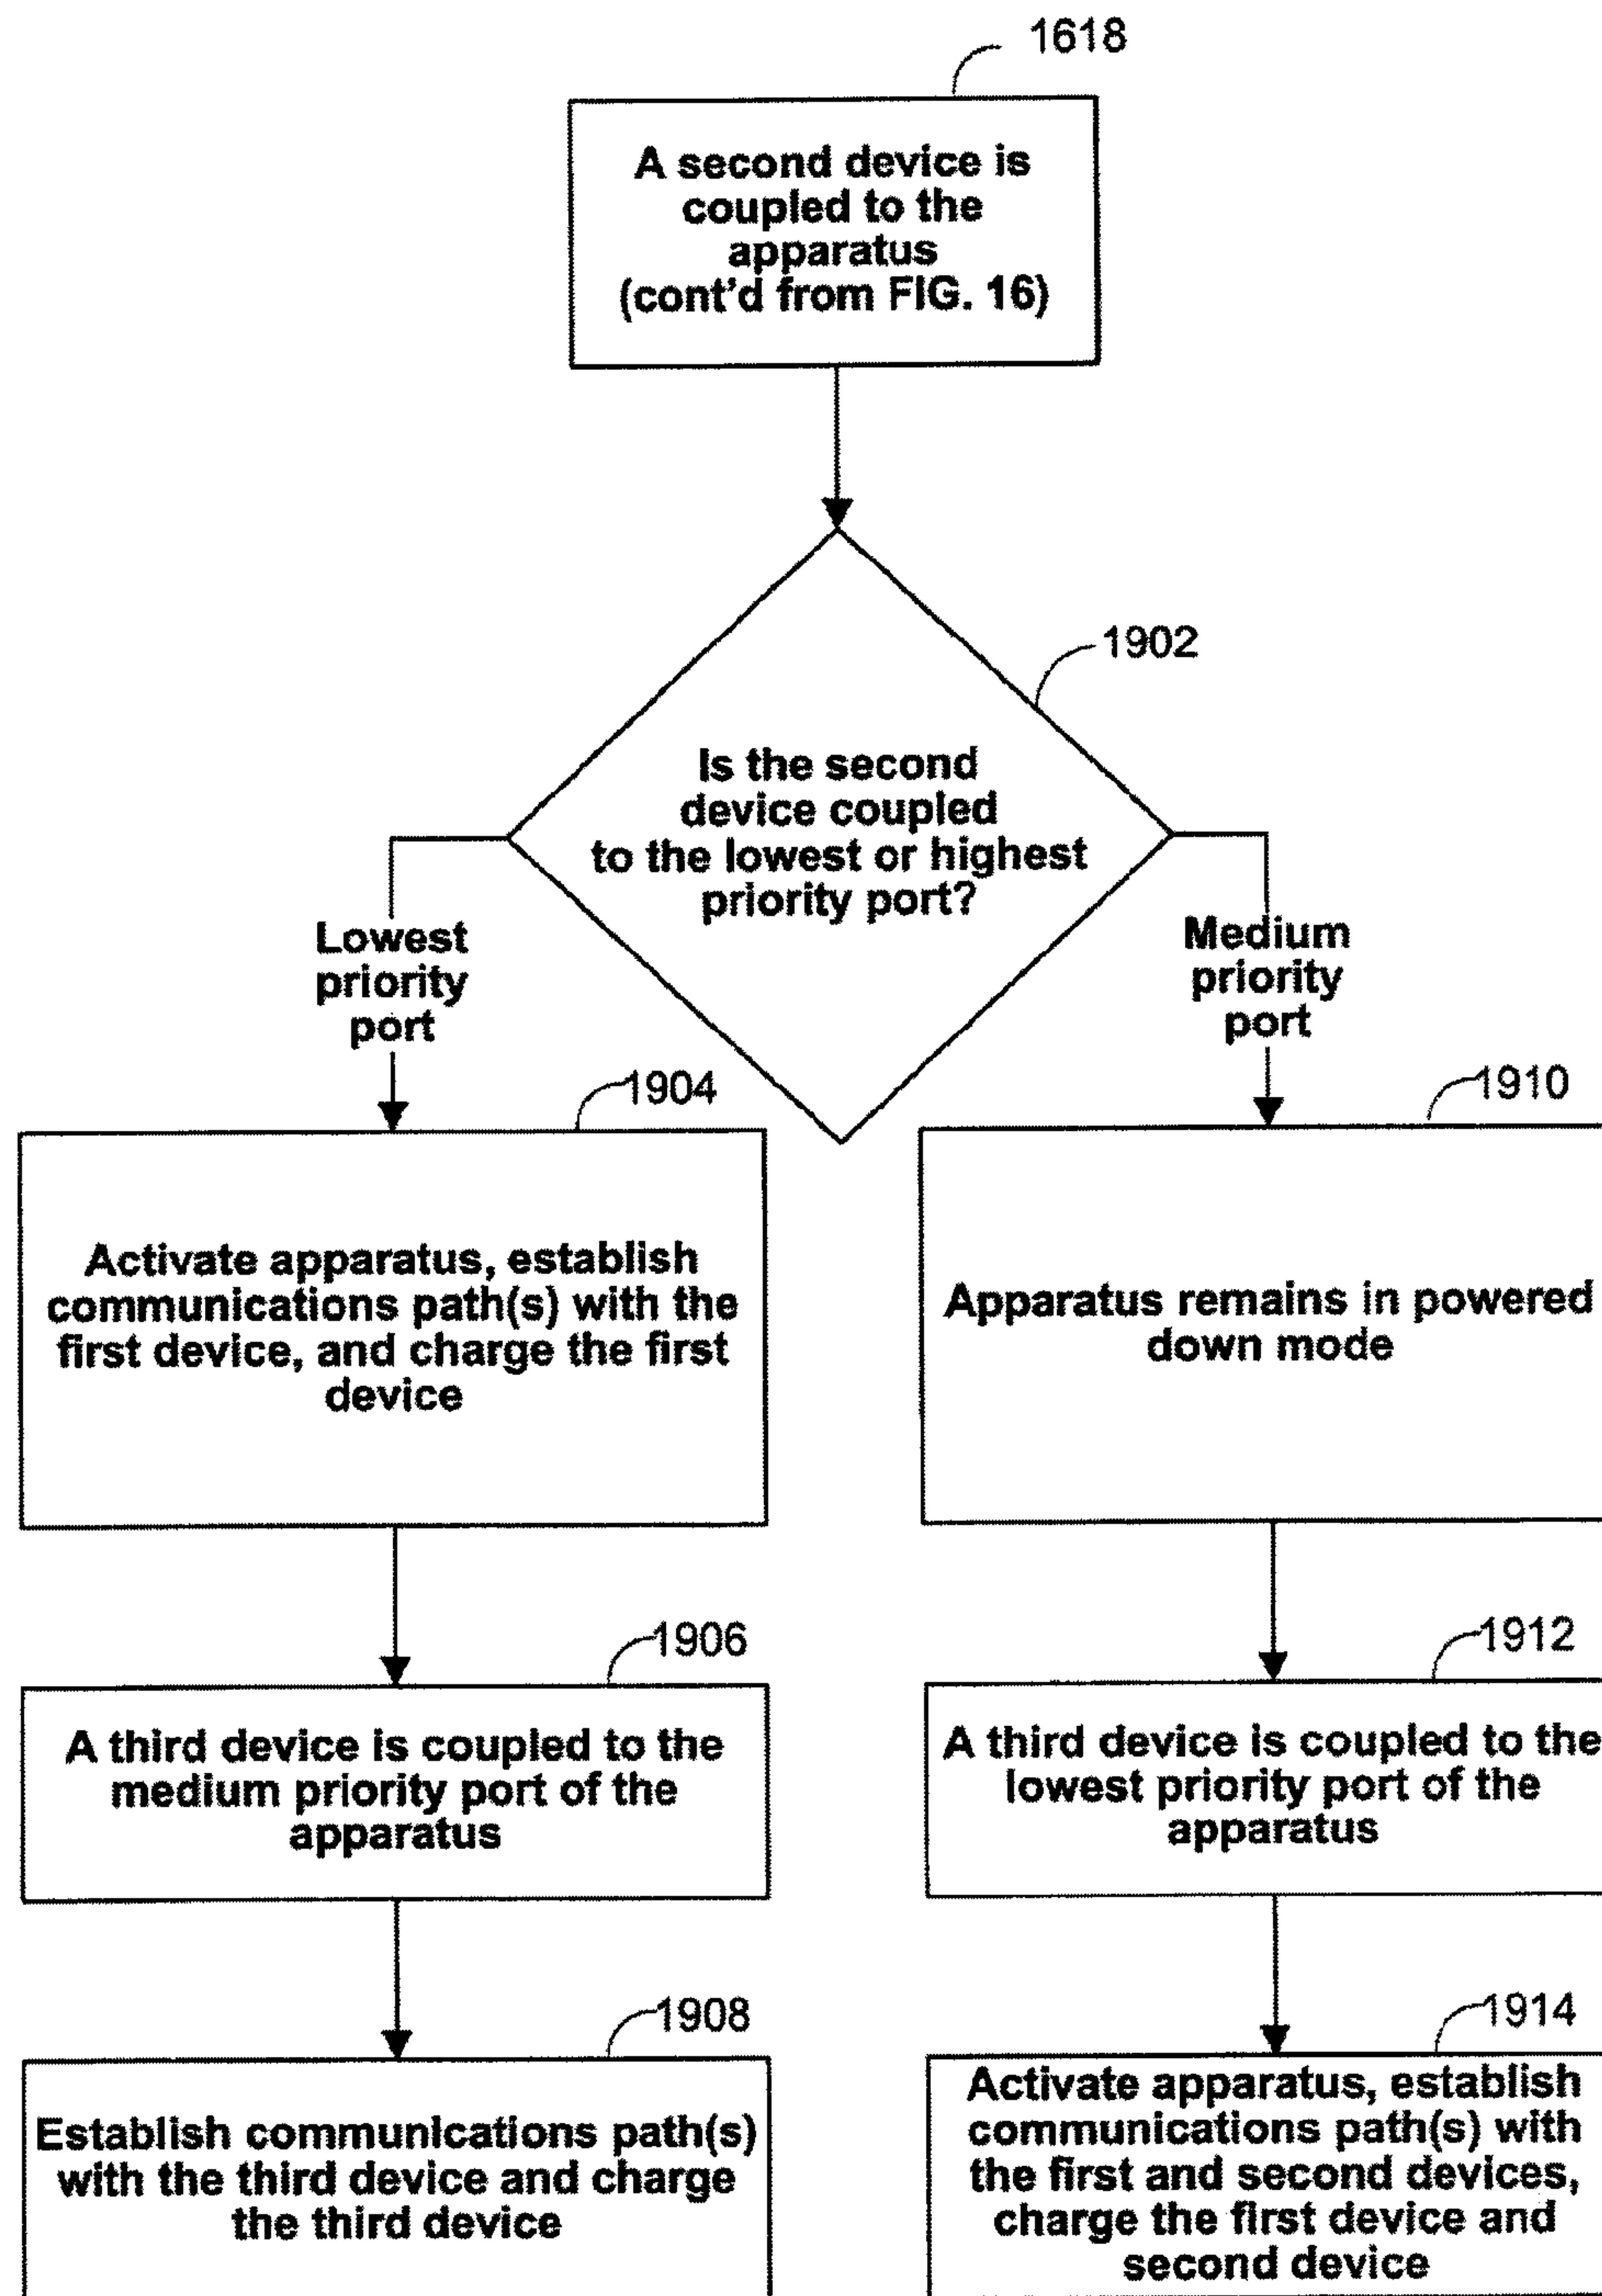 1618
A second device is
coupled to the
apparatus
(cont'd from FIG. 16)
1902
Is the second
device coupled
to the lowest or highest
priority port?
Lowest
priority
port
Medium
priority
port
1904
Activate apparatus, establish
communications path(s) with the
first device, and charge the first
device
1910
Apparatus remains in powered
down mode
1906
A third device is coupled to the
medium priority port of the
apparatus
1912
A third device is coupled to the
lowest priority port of the
apparatus
1908
Establish communications path(s)
with the third device and charge
the third device
1914
Activate apparatus, establish
communications path(s) with
the first and second devices,
charge the first device and
second device